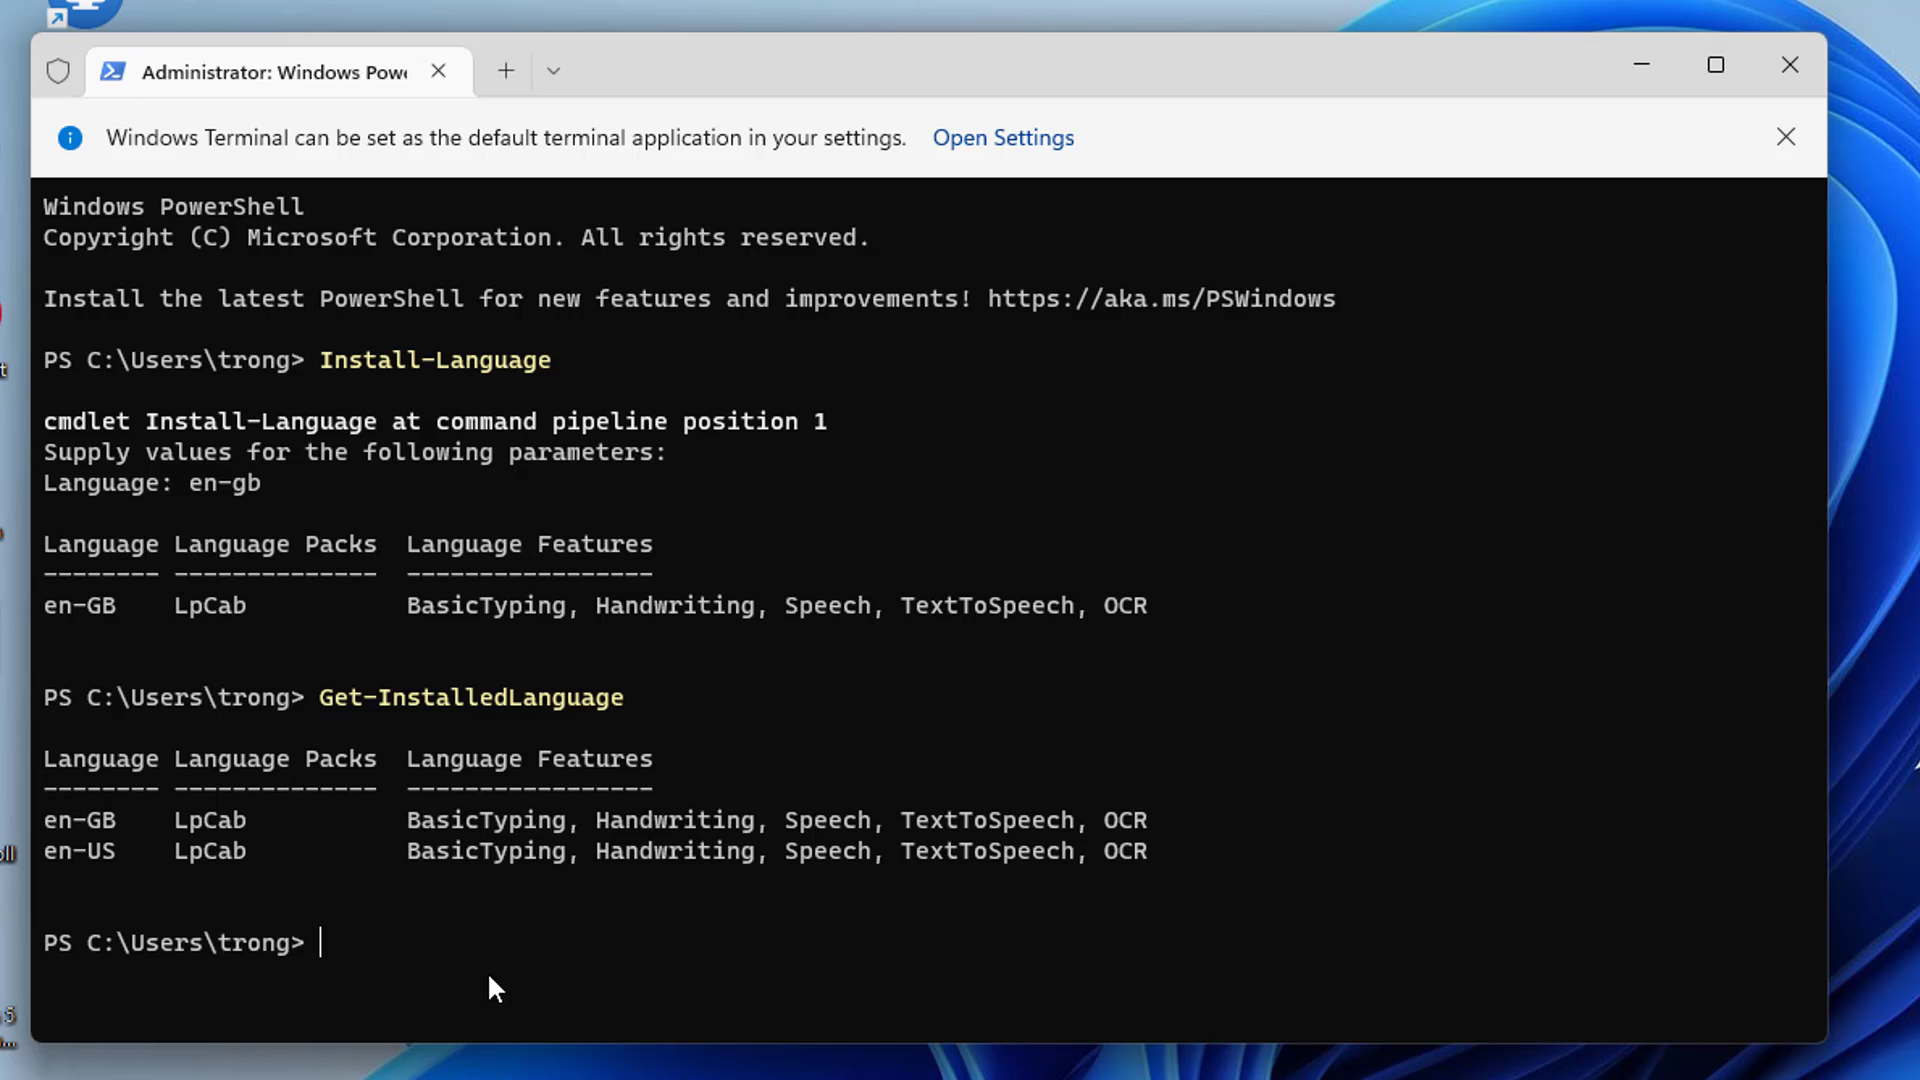 Administrator: Windows Powe
Windows Terminal can be set as the default terminal application in your settings. Open Settings
Windows PowerShell
Copyright (C) Microsoft Corporation. All rights reserved.
Install the latest PowerShell for new features and improvements! https://aka.ms/PSWindows
PS C:\Users\trong> Install-Language
cmdlet Install-Language at command pipeline position 1
Supply values for the following parameters:
Language: en-gb
Language Language Packs  Language Features
-------- --------------  -----------------
en-GB    LpCab           BasicTyping, Handwriting, Speech, TextToSpeech, OCR
PS C:\Users\trong> Get-InstalledLanguage
Language Language Packs  Language Features
-------- --------------  -----------------
en-GB    LpCab           BasicTyping, Handwriting, Speech, TextToSpeech, OCR
en-US    LpCab           BasicTyping, Handwriting, Speech, TextToSpeech, OCR
PS C:\Users\trong>